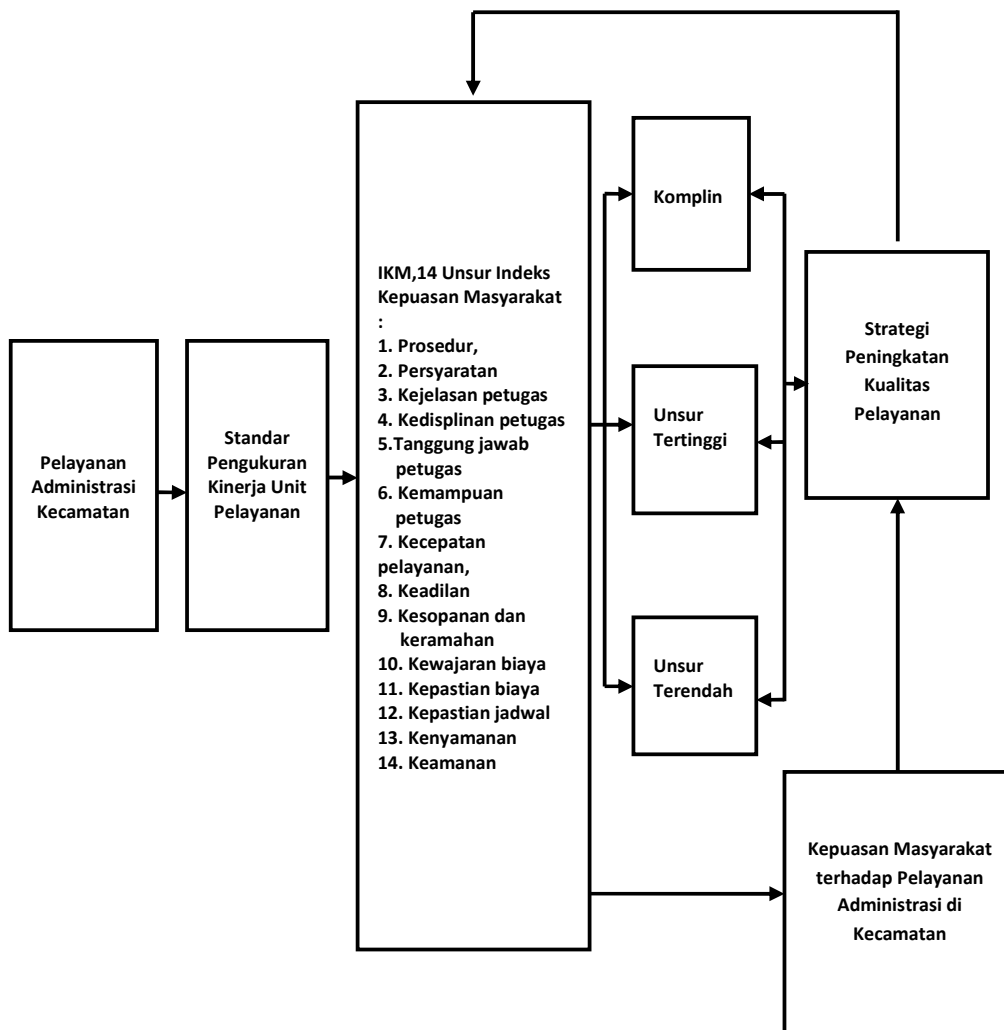 Pelayanan
Administrasi
Kecamatan
Standar
Pengukuran
Kinerja Unit
Pelayanan
IKM,14 Unsur Indeks
Kepuasan Masyarakat
:
1. Prosedur,
2. Persyaratan
3. Kejelasan petugas
4. Kedisplinan petugas
5.Tanggung jawab
petugas
6. Kemampuan
petugas
7. Kecepatan
pelayanan,
8. Keadilan
9. Kesopanan dan
keramahan
10. Kewajaran biaya
11. Kepastian biaya
12. Kepastian jadwal
13. Kenyamanan
14. Keamanan
Komplin
Unsur
Tertinggi
Unsur
Terendah
Strategi
Peningkatan
Kualitas
Pelayanan
Kepuasan Masyarakat
terhadap Pelayanan
Administrasi di
Kecamatan